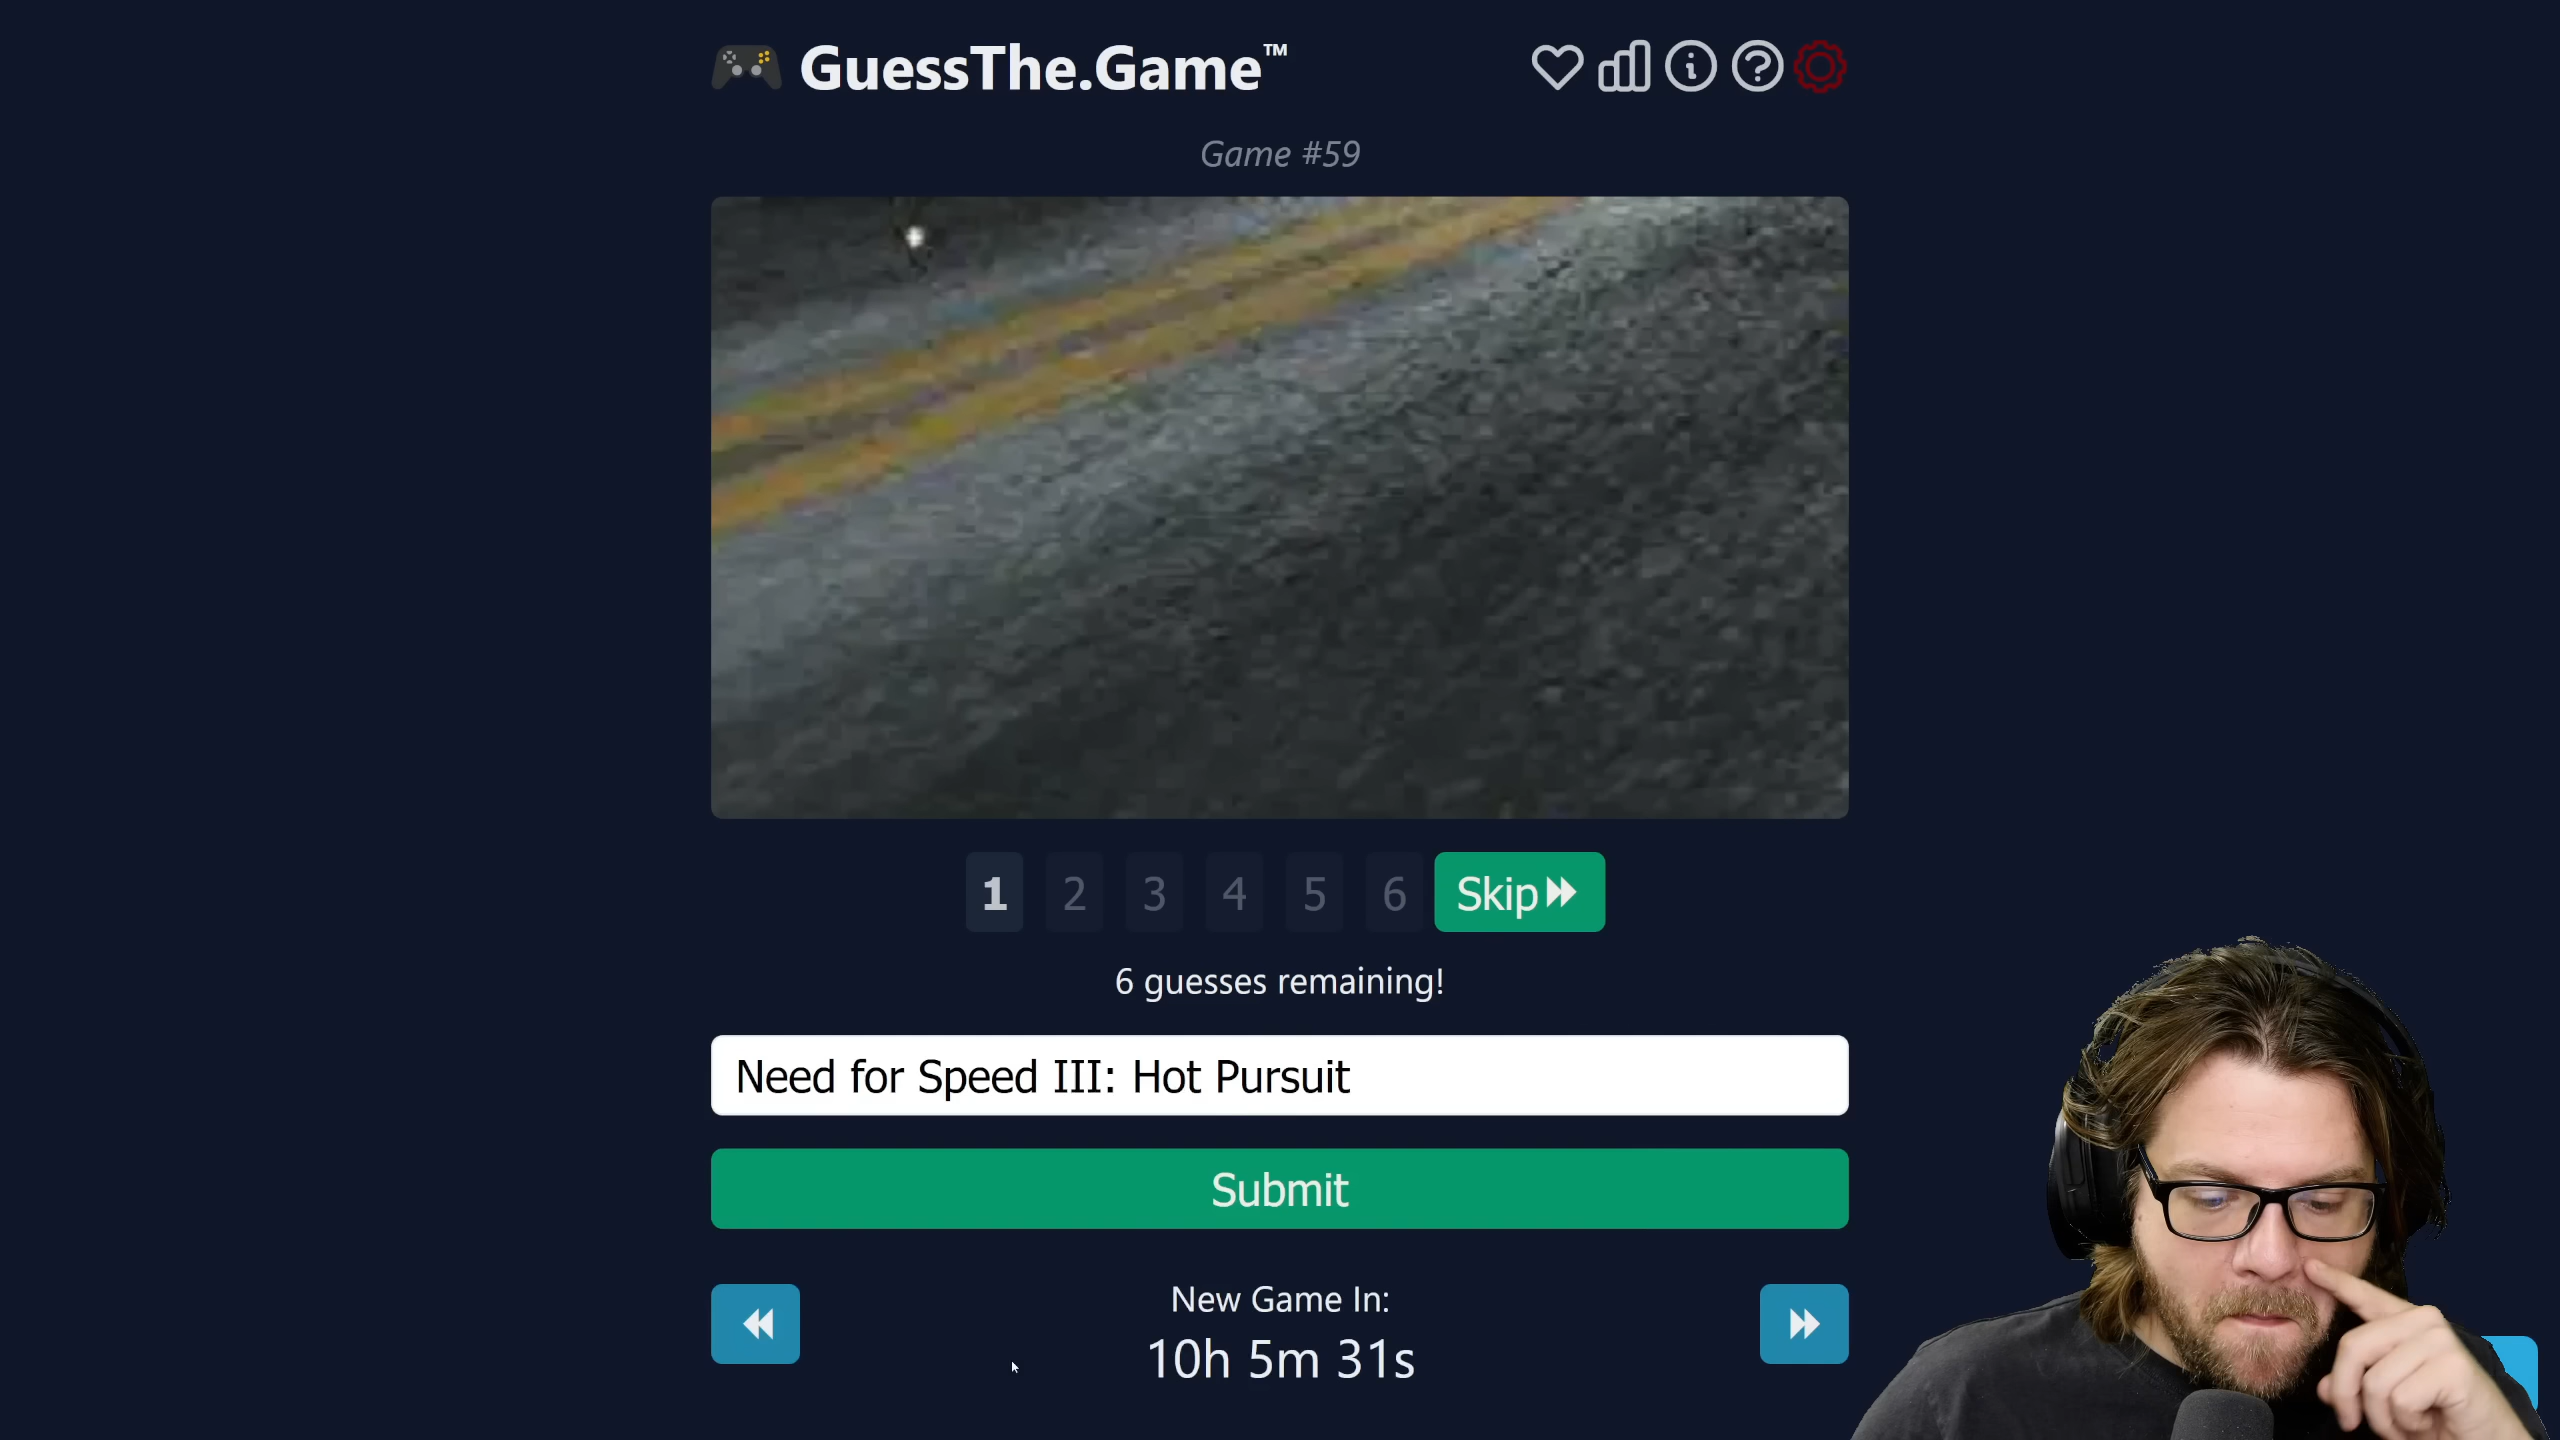 GuessThe.Game™
Game #59
1 2 3 4 5 6 Skip
6 guesses remaining!
Need for Speed III: Hot Pursuit
Submit
New Game In:
10h 5m 31s